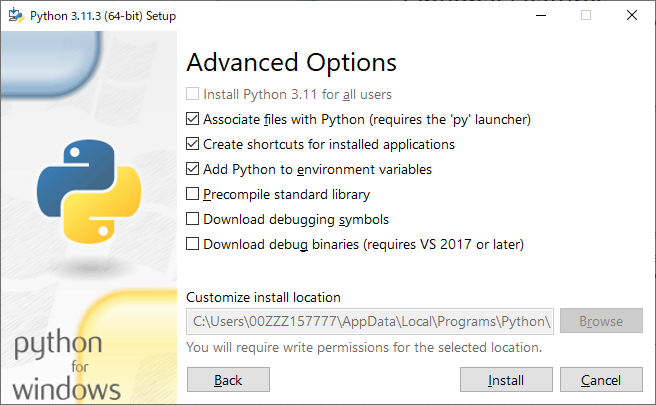 Python 3.11.3 (64-bit) Setup
Advanced Options
Install Python 3.11 for all users
Associate files with Python (requires the 'py' launcher)
Create shortcuts for installed applications
Add Python to environment variables
Precompile standard library
Download debugging symbols
Download debug binaries (requires VS 2017 or later)
Customize install location
C:\Users\00ZZZ157777\AppData\Local\Programs\Python\
Browse
You will require write permissions for the selected location.
python
for
windows
Back
Install
Cancel